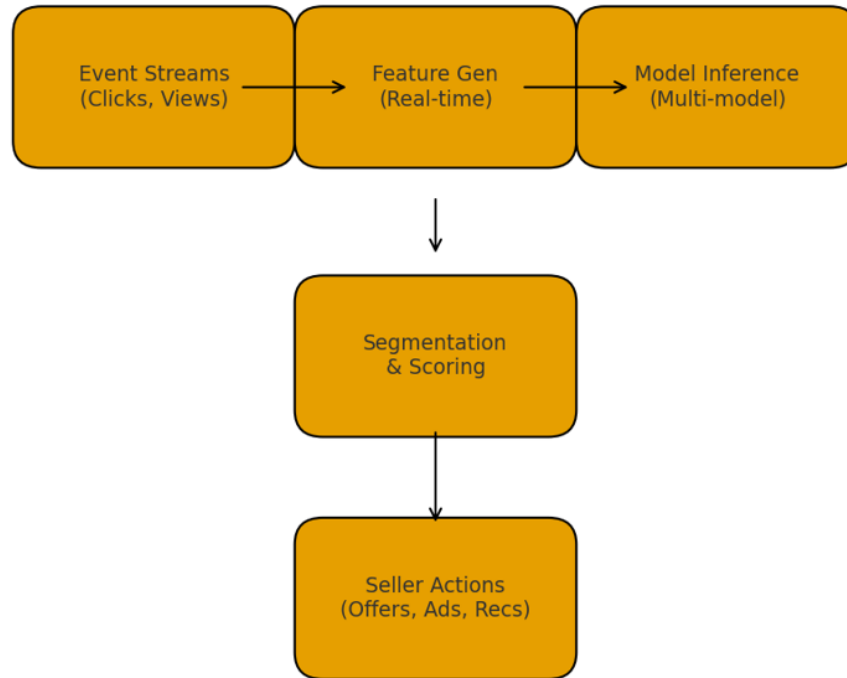 Event Streams
(Clicks, Views)
Feature Gen
(Real-time)
Model Inference
(Multi-model)
Segmentation
& Scoring
Seller Actions
(Offers, Ads, Recs)